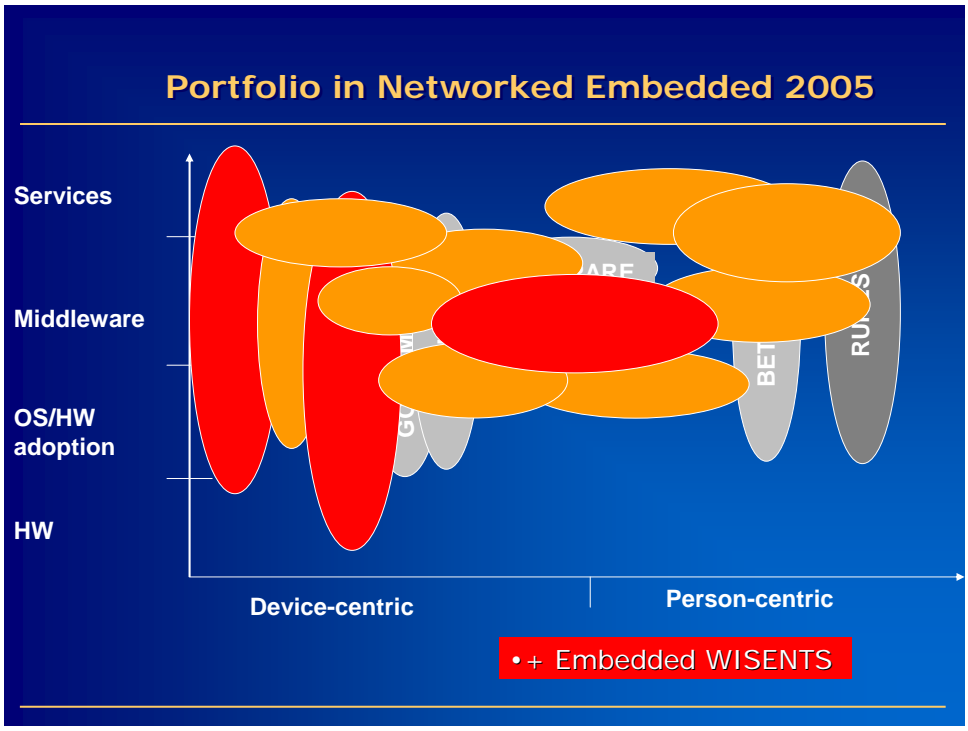 Portfolio in Networked Embedded 2005
Services
Middleware
OS/HW
adoption
HW
Device-centric
Person-centric
• + Embedded WISENTS